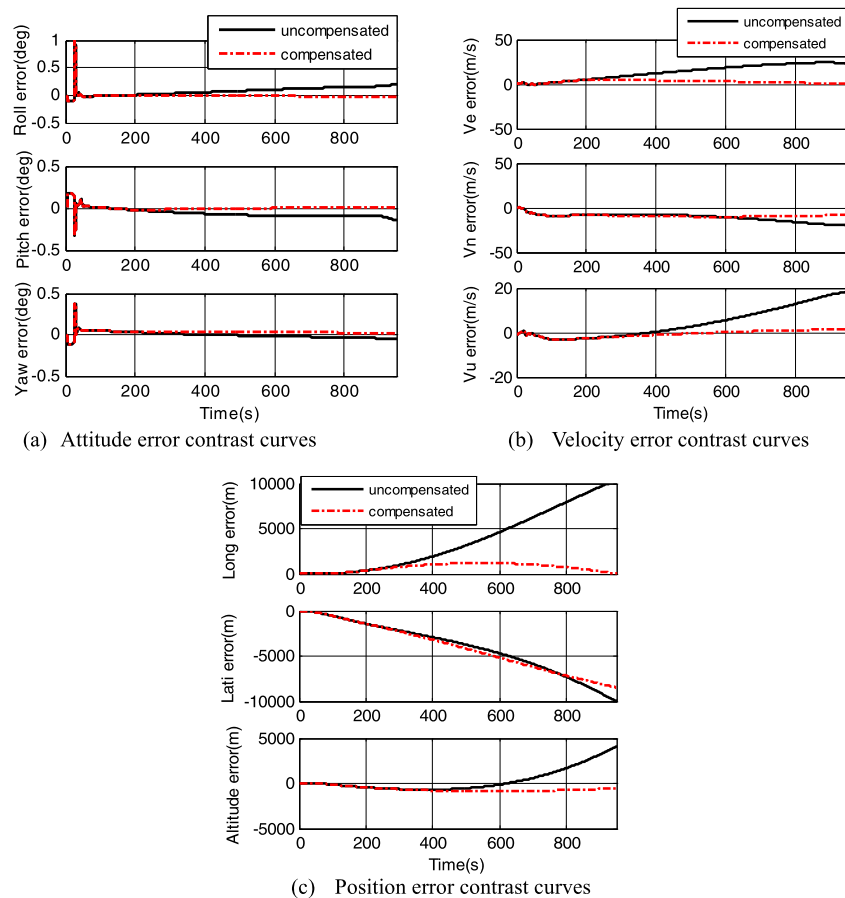 uncompensated
compensated
Roll error(deg)
1
0.5
0
-0.5
0 200 400 600 800
Pitch error(deg)
0.5
0
0.5
0 200 400 600 800
Yaw error(deg)
0.5
0
0.5
0 200 400 600 800
Time(s)
(a) Attitude error contrast curves
uncompensated
compensated
Ve error(m/s)
50
0
-50
0 200 400 600 800
Vn error(m/s)
50
0
-50
0 200 400 600 800
Vu error(m/s)
20
0
-20
0 200 400 600 800
Time(s)
(b) Velocity error contrast curves
uncompensated
compensated
Long error(m)
10000
5000
0
0 200 400 600 800
Lati error(m)
0
-5000
-10000
0 200 400 600 800
Altitude error(m)
5000
0
-5000
0 200 400 600 800
Time(s)
(c) Position error contrast curves